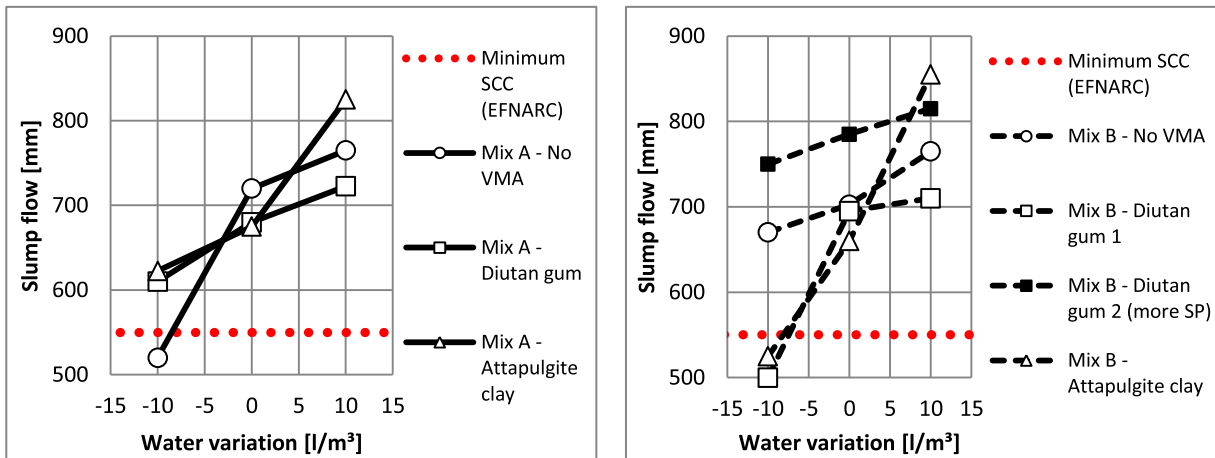 900
800
700
600
500
Slump flow [mm]
-15 -10 -5 0 5 10 15
Water variation [l/m³]
Minimum
SCC
(EFNARC)
Mix A - No
VMA
Mix A -
Diutan gum
Mix A -
Attapulgite
clay
900
800
700
600
500
Slump flow [mm]
-15 -10 -5 0 5 10 15
Water variation [l/m³]
Minimum SCC
(EFNARC)
Mix B - No VMA
Mix B - Diutan
gum 1
Mix B - Diutan
gum 2 (more SP)
Mix B -
Attapulgite clay